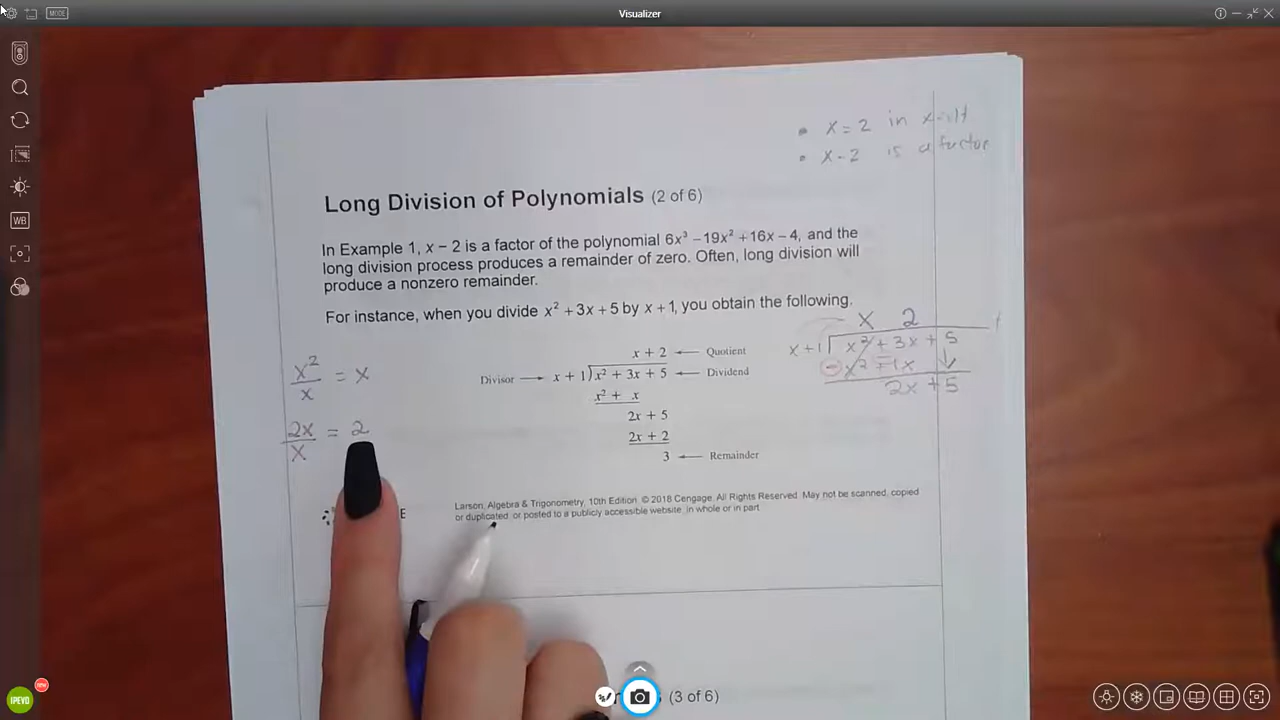 MODE
Visualizer
WB
• x = 2 in x-int
• x - 2 is a factor
Long Division of Polynomials (2 of 6)
In Example 1, x − 2 is a factor of the polynomial 6x³ −19x² +16x − 4, and the
long division process produces a remainder of zero. Often, long division will
produce a nonzero remainder.
For instance, when you divide x² + 3x + 5 by x + 1, you obtain the following.
x²/x = x
2x/x = 2
x + 2 ← Quotient
Divisor → x + 1)x² + 3x + 5 ← Dividend
x² + x
2x + 5
2x + 2
3 ← Remainder
x 2
x+1)x² + 3x + 5
- x² + 1x ↓
2x + 5
E
Larson, Algebra & Trigonometry, 10th Edition. © 2018 Cengage. All Rights Reserved. May not be scanned, copied
or duplicated, or posted to a publicly accessible website, in whole or in part.
(3 of 6)
IPEVO
new